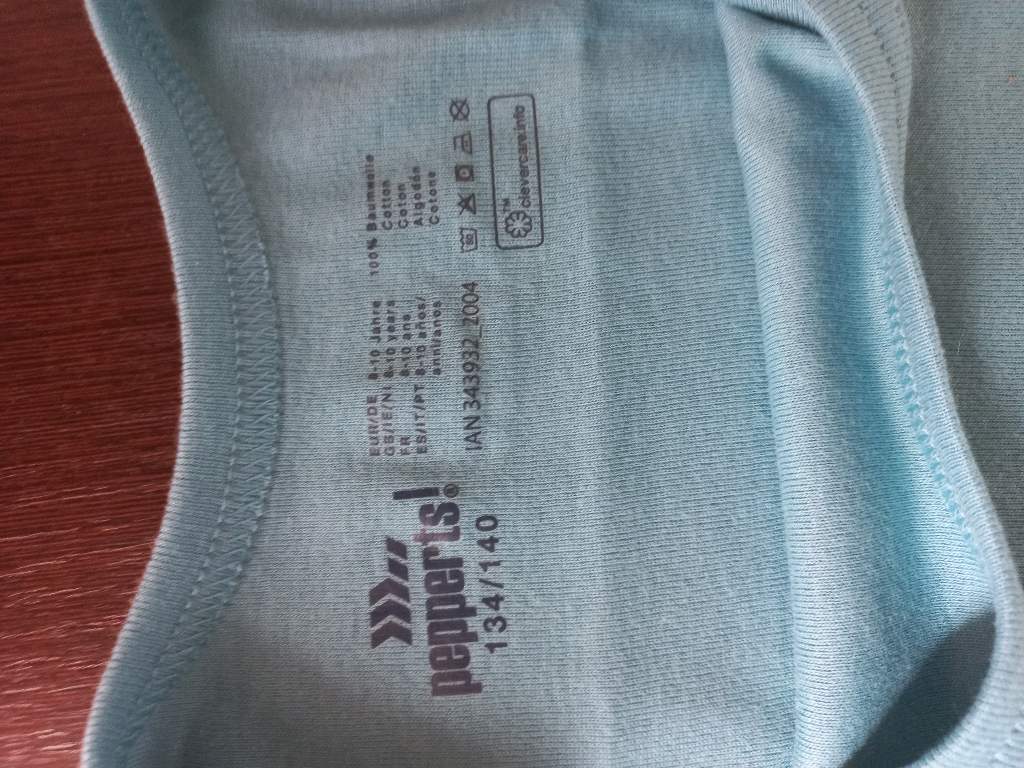 pepperts!®
134/140
EUR/DE 8-10 Jahre
GB/IE/NI 8-10 years
FR 8-10 ans
ES/IT/PT 8-10 años/
anni/anos
IAN 343932_2004
100% Baumwolle
Cotton
Coton
Algodón
Cotone
clevercare.info